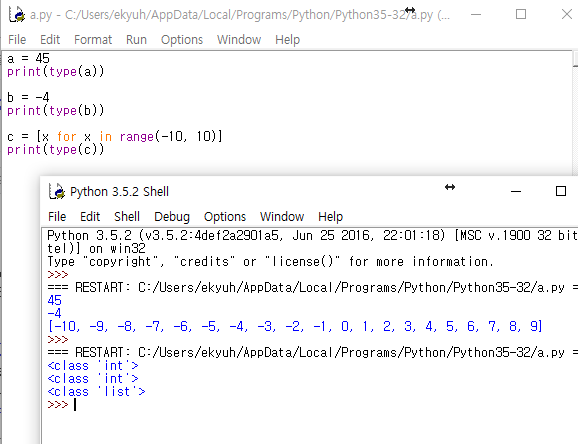 a.py - C:/Users/ekyuh/AppData/Local/Programs/Python/Python35-32/a.py (...
File Edit Format Run Options Window Help
a = 45
print(type(a))
b = -4
print(type(b))
c = [x for x in range(-10, 10)]
print(type(c))
Python 3.5.2 Shell
File Edit Shell Debug Options Window Help
Python 3.5.2 (v3.5.2:4def2a2901a5, Jun 25 2016, 22:01:18) [MSC v.1900 32 bit
tel)] on win32
Type "copyright", "credits" or "license()" for more information.
>>>
=== RESTART: C:/Users/ekyuh/AppData/Local/Programs/Python/Python35-32/a.py =
45
-4
[-10, -9, -8, -7, -6, -5, -4, -3, -2, -1, 0, 1, 2, 3, 4, 5, 6, 7, 8, 9]
>>>
=== RESTART: C:/Users/ekyuh/AppData/Local/Programs/Python/Python35-32/a.py =
<class 'int'>
<class 'int'>
<class 'list'>
>>>